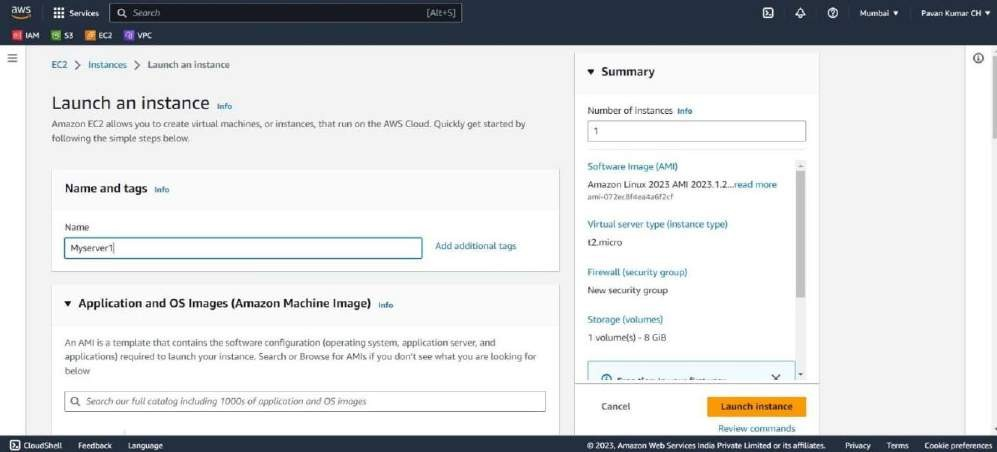 aws
Services
Search
[Alt+S]
Mumbai
Pavan Kumar CH
IAM
S3
EC2
VPC
EC2
Instances
Launch an instance
Launch an instance Info
Amazon EC2 allows you to create virtual machines, or instances, that run on the AWS Cloud. Quickly get started by
following the simple steps below.
Name and tags Info
Name
Myserver1
Add additional tags
Application and OS Images (Amazon Machine Image) Info
An AMI is a template that contains the software configuration (operating system, application server, and
applications) required to launch your instance. Search or Browse for AMIs if you don't see what you are looking for
below
Search our full catalog including 1000s of application and OS images
Summary
Number of instances Info
1
Software Image (AMI)
Amazon Linux 2023 AMI 2023.1.2...read more
ami-072ec8f4ea4a6f2cf
Virtual server type (instance type)
t2.micro
Firewall (security group)
New security group
Storage (volumes)
1 volume(s) - 8 GiB
Cancel
Launch instance
Review commands
CloudShell
Feedback
Language
© 2023, Amazon Web Services India Private Limited or its affiliates.
Privacy
Terms
Cookie preferences